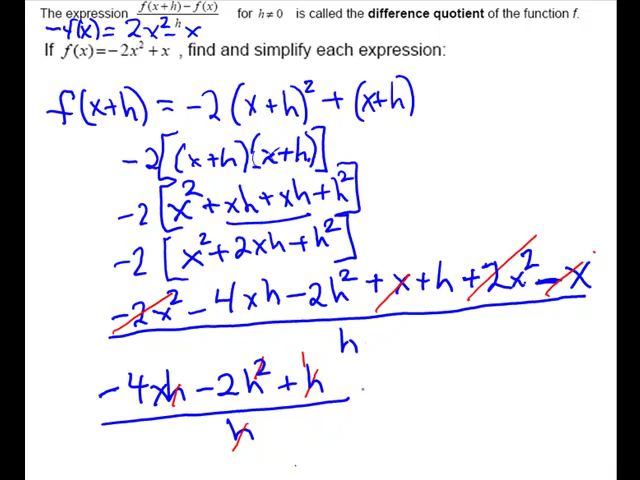 The expression f(x+h)−f(x)/h for h≠0 is called the difference quotient of the function f.
−f(x) = 2x² − x
If f(x)=−2x²+x, find and simplify each expression:
f(x+h) = −2(x+h)² + (x+h)
−2[(x+h)(x+h)]
−2[x² + xh + xh + h²]
−2[x² + 2xh + h²]
−2x² − 4xh − 2h² + x + h + 2x² − x
h
−4xh − 2h² + h
h